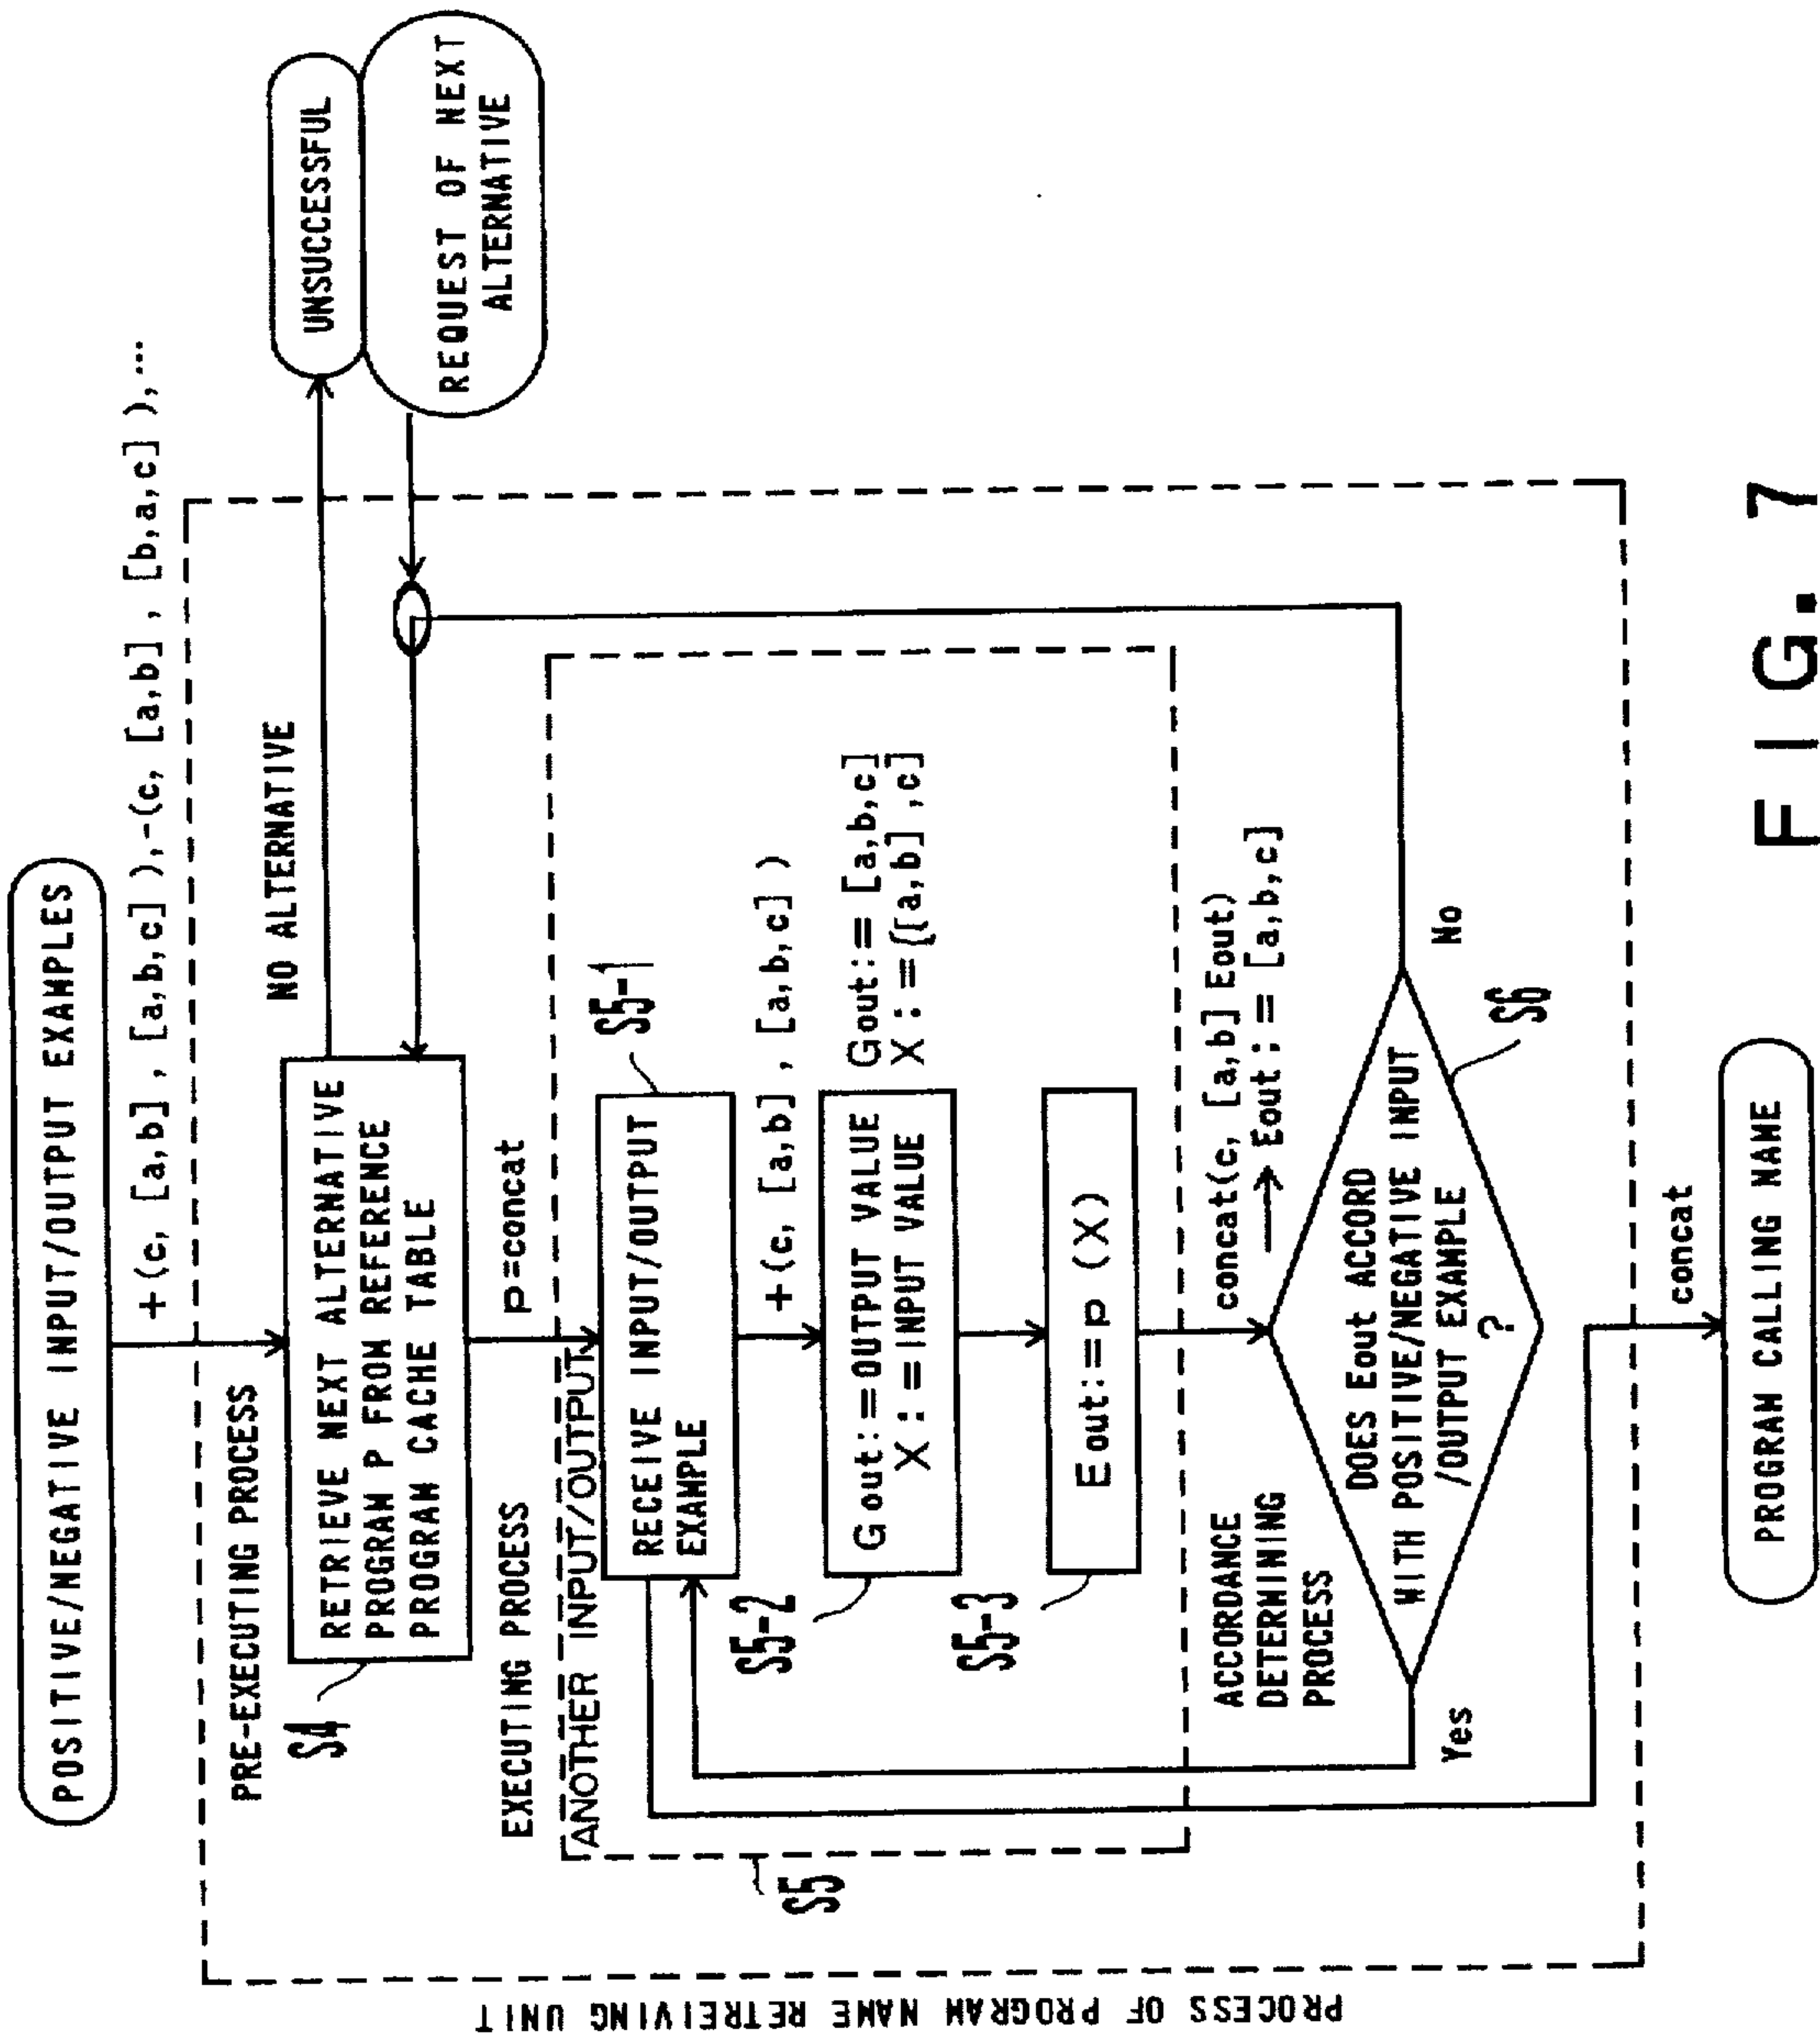 POSITIVE/NEGATIVE INPUT/OUTPUT EXAMPLES
+(c, [a,b] , [a,b,c] ),-(c, [a,b] , [b,a,c] ),...
PRE-EXECUTING PROCESS
NO ALTERNATIVE
UNSUCCESSFUL
REQUEST OF NEXT
ALTERNATIVE
S4
RETRIEVE NEXT ALTERNATIVE
PROGRAM P FROM REFERENCE
PROGRAM CACHE TABLE
P=concat
EXECUTING PROCESS
ANOTHER INPUT/OUTPUT
S5
S5-1
RECEIVE INPUT/OUTPUT
EXAMPLE
+(c, [a,b] , [a,b,c] )
S5-2
Gout:=OUTPUT VALUE
X:=INPUT VALUE
Gout:= [a,b,c]
X:={[a,b] ,c]
S5-3
Eout:=p (X)
ACCORDANCE
DETERMINING
PROCESS
concat(c, [a,b] Eout)
→ Eout:= [a,b,c]
DOES Eout ACCORD
WITH POSITIVE/NEGATIVE INPUT
/OUTPUT EXAMPLE
?
Yes
No
S6
concat
PROGRAM CALLING NAME
PROCESS OF PROGRAM NAME RETREIVING UNIT
FIG. 7